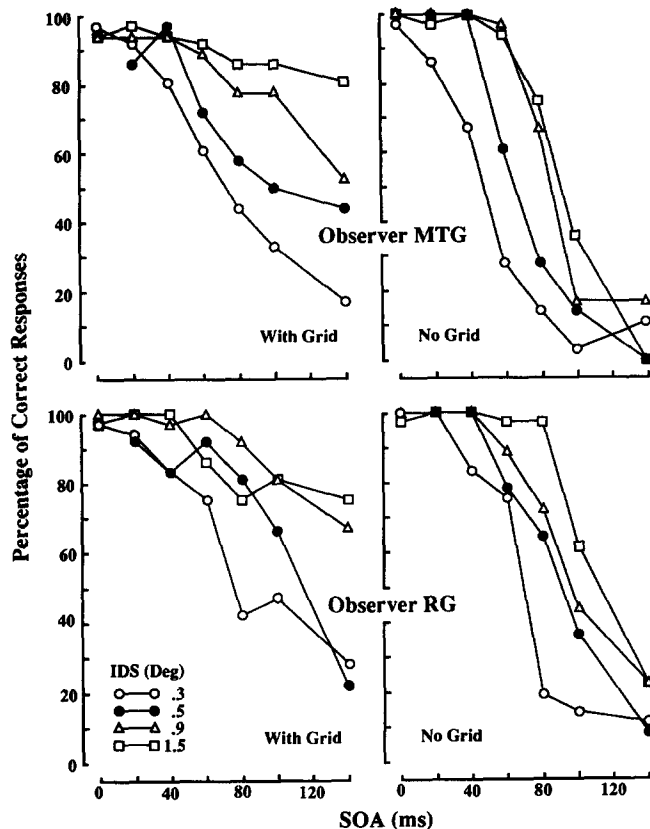 100
80
60
40
20
0
Observer MTG
With Grid
No Grid
Percentage of Correct Responses
100
80
60
40
20
0
Observer RG
IDS (Deg)
.3
.5
.9
1.5
With Grid
No Grid
0 40 80 120
0 40 80 120
SOA (ms)